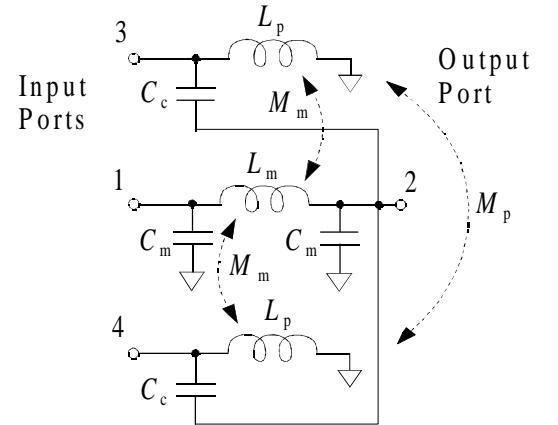 3
L_p
Output
Port
Input
Ports
C_c
M_m
L_m
1
2
M_p
C_m
C_m
M_m
4
L_p
C_c